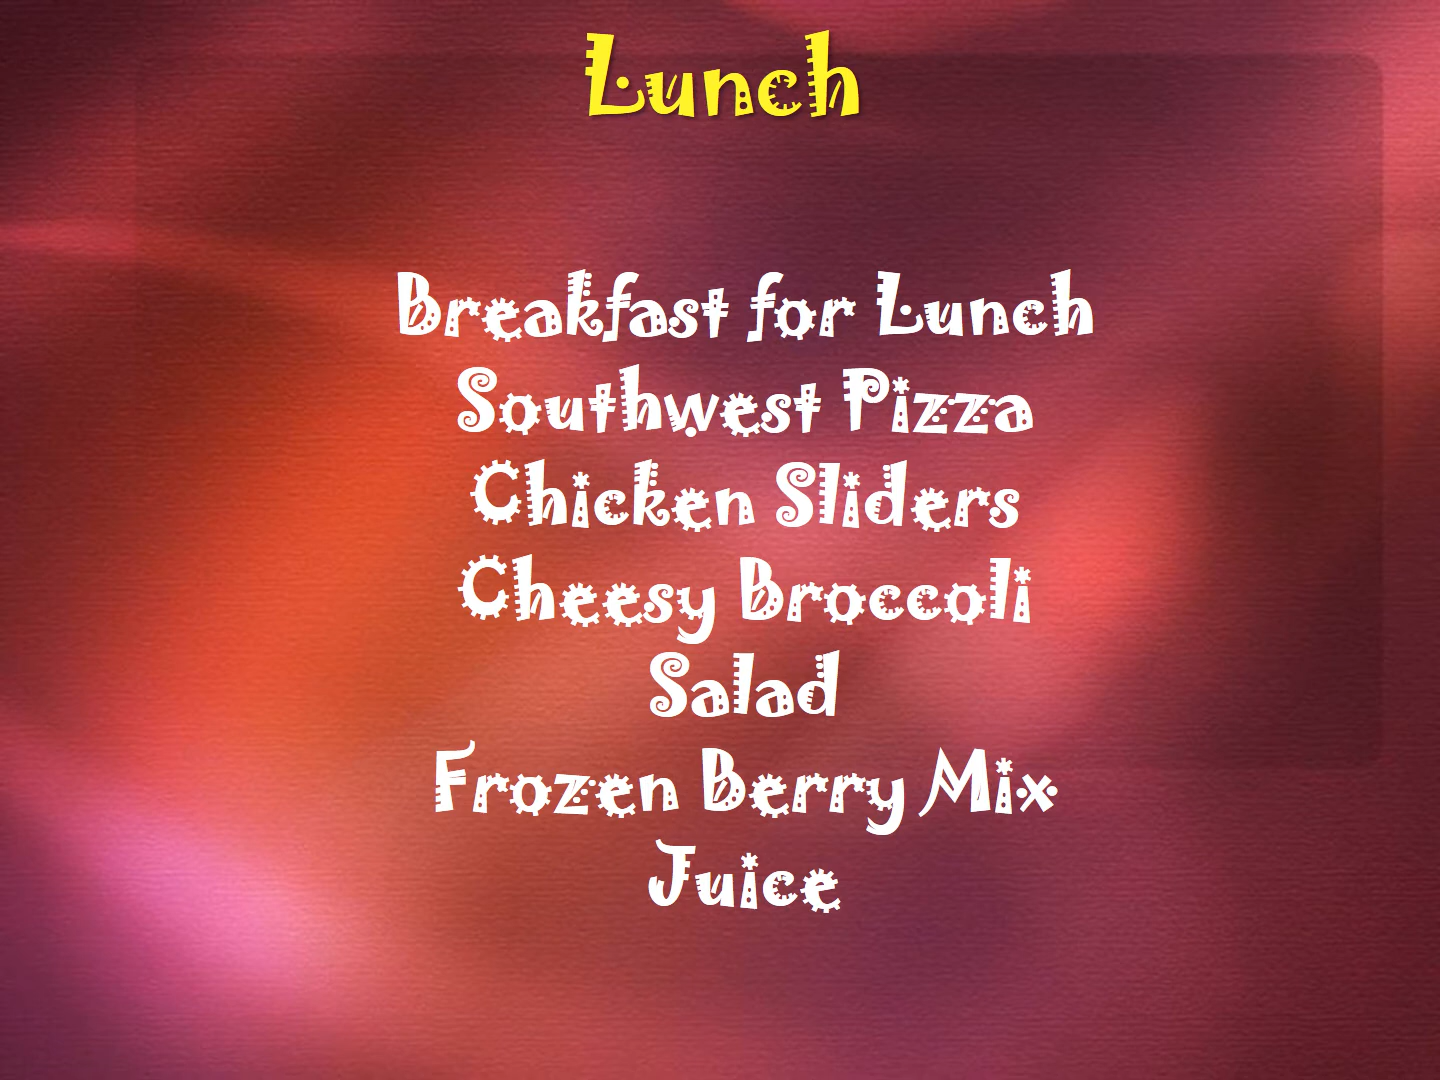 Lunch
Breakfast for Lunch
Southwest Pizza
Chicken Sliders
Cheesy Broccoli
Salad
Frozen Berry Mix
Juice